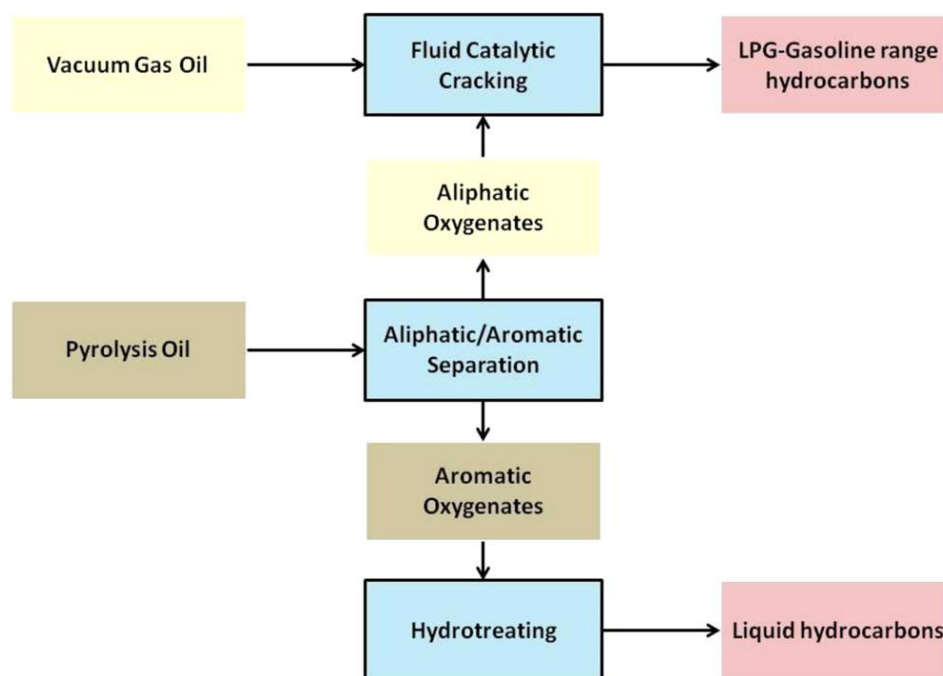 Vacuum Gas Oil
Fluid Catalytic
Cracking
LPG-Gasoline range
hydrocarbons
Aliphatic
Oxygenates
Pyrolysis Oil
Aliphatic/Aromatic
Separation
Aromatic
Oxygenates
Hydrotreating
Liquid hydrocarbons